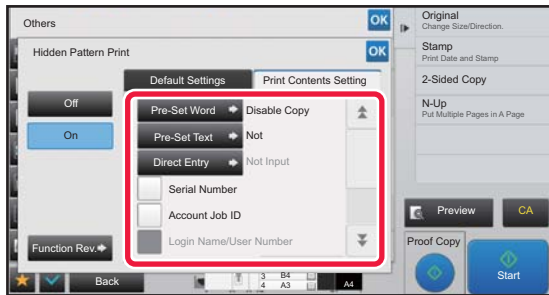 Others
OK
Hidden Pattern Print
OK
Default Settings
Print Contents Setting
Off
On
Pre-Set Word
Disable Copy
Pre-Set Text
Not
Direct Entry
Not Input
Serial Number
Account Job ID
Login Name/User Number
Function Rev.
Back
3 B4
4 A3
A4
Original
Change Size/Direction.
Stamp
Print Date and Stamp
2-Sided Copy
N-Up
Put Multiple Pages in A Page
Preview
CA
Proof Copy
Start